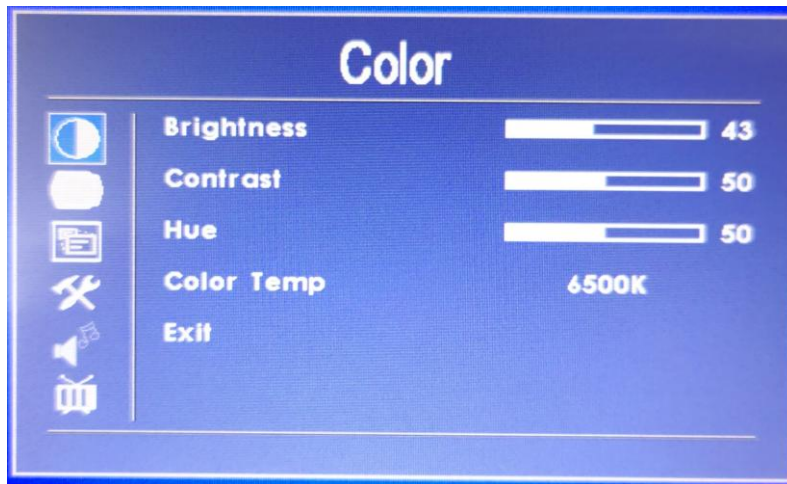 Color
Brightness 43
Contrast 50
Hue 50
Color Temp 6500K
Exit